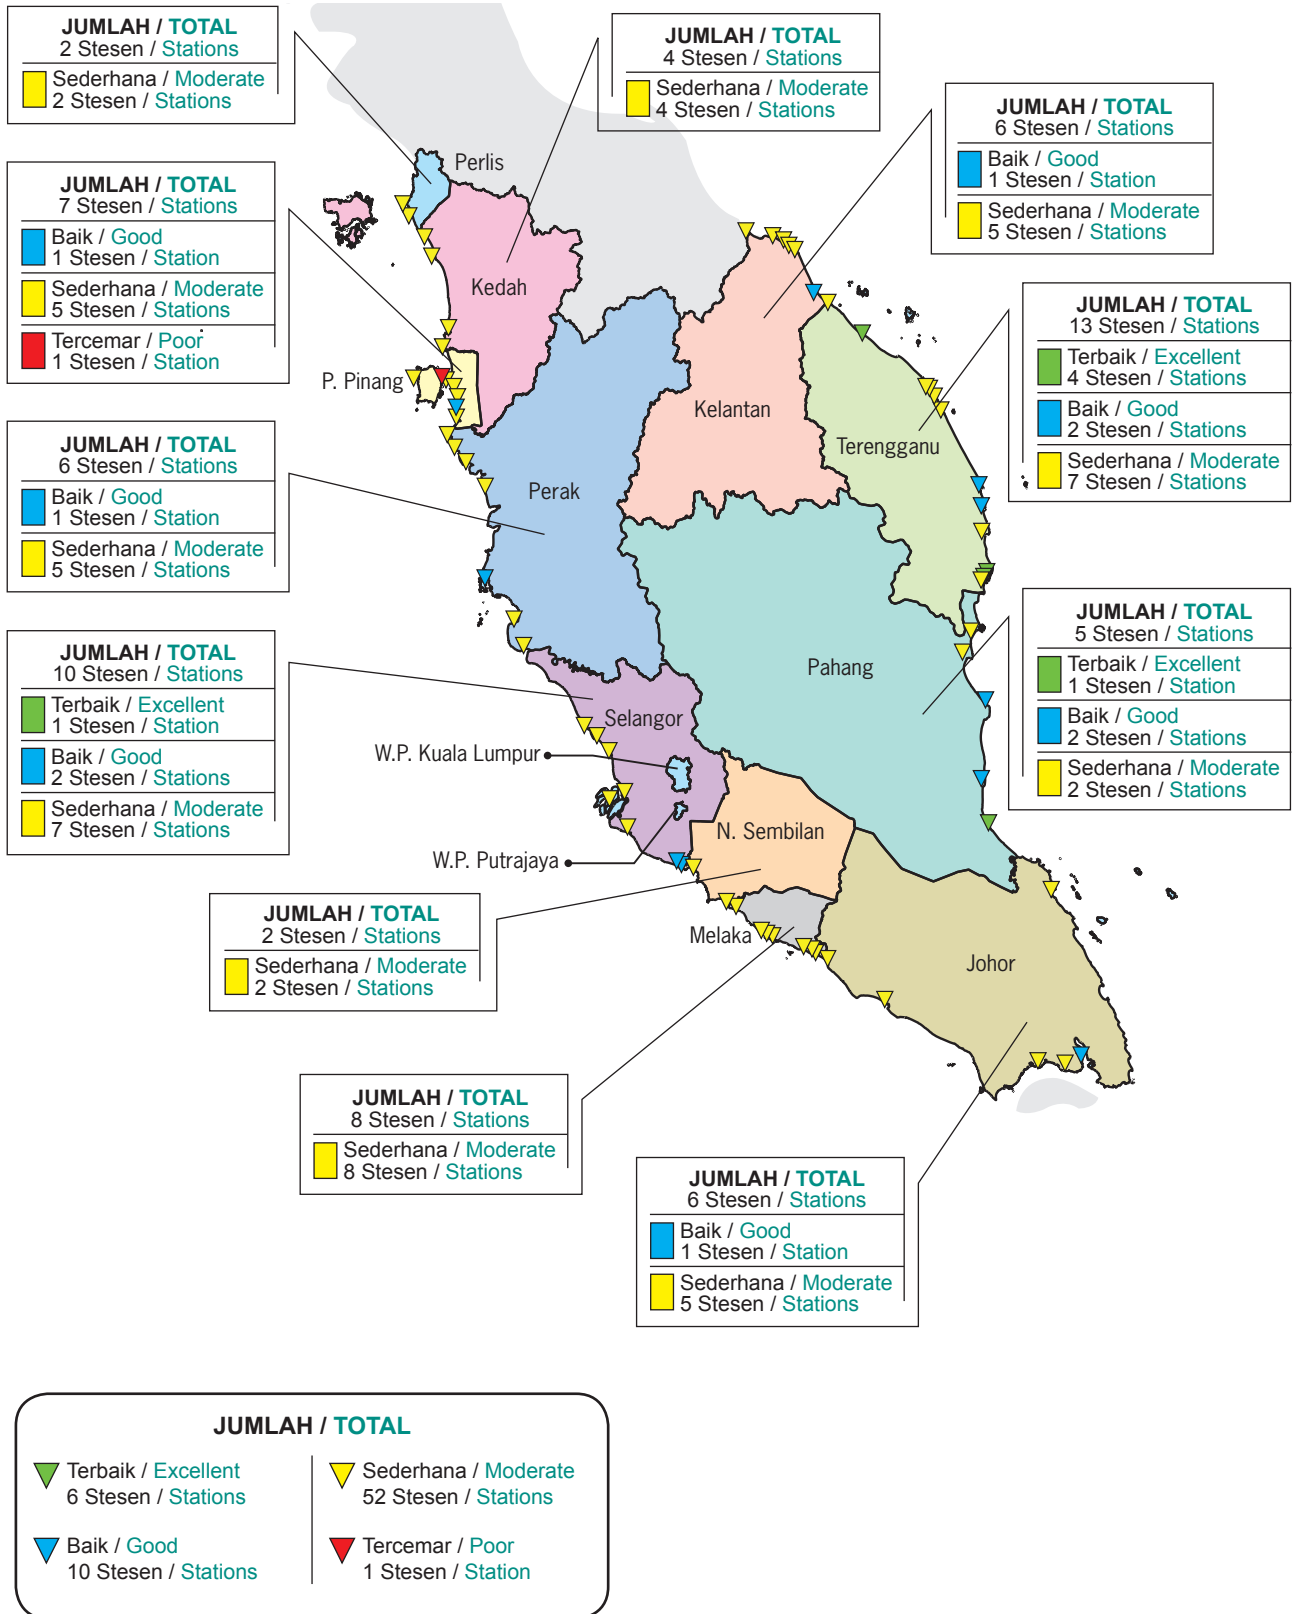 JUMLAH / TOTAL
2 Stesen / Stations
Sederhana / Moderate
2 Stesen / Stations
JUMLAH / TOTAL
4 Stesen / Stations
Sederhana / Moderate
4 Stesen / Stations
JUMLAH / TOTAL
6 Stesen / Stations
Baik / Good
1 Stesen / Station
Sederhana / Moderate
5 Stesen / Stations
JUMLAH / TOTAL
7 Stesen / Stations
Baik / Good
1 Stesen / Station
Sederhana / Moderate
5 Stesen / Stations
Tercemar / Poor
1 Stesen / Station
JUMLAH / TOTAL
13 Stesen / Stations
Terbaik / Excellent
4 Stesen / Stations
Baik / Good
2 Stesen / Stations
Sederhana / Moderate
7 Stesen / Stations
JUMLAH / TOTAL
6 Stesen / Stations
Baik / Good
1 Stesen / Station
Sederhana / Moderate
5 Stesen / Stations
JUMLAH / TOTAL
5 Stesen / Stations
Terbaik / Excellent
1 Stesen / Station
Baik / Good
2 Stesen / Stations
Sederhana / Moderate
2 Stesen / Stations
JUMLAH / TOTAL
10 Stesen / Stations
Terbaik / Excellent
1 Stesen / Station
Baik / Good
2 Stesen / Stations
Sederhana / Moderate
7 Stesen / Stations
Perlis
Kedah
P. Pinang
Kelantan
Terengganu
Perak
Pahang
Selangor
W.P. Kuala Lumpur
N. Sembilan
W.P. Putrajaya
Melaka
Johor
JUMLAH / TOTAL
2 Stesen / Stations
Sederhana / Moderate
2 Stesen / Stations
JUMLAH / TOTAL
8 Stesen / Stations
Sederhana / Moderate
8 Stesen / Stations
JUMLAH / TOTAL
6 Stesen / Stations
Baik / Good
1 Stesen / Station
Sederhana / Moderate
5 Stesen / Stations
JUMLAH / TOTAL
Terbaik / Excellent
6 Stesen / Stations
Baik / Good
10 Stesen / Stations
Sederhana / Moderate
52 Stesen / Stations
Tercemar / Poor
1 Stesen / Station